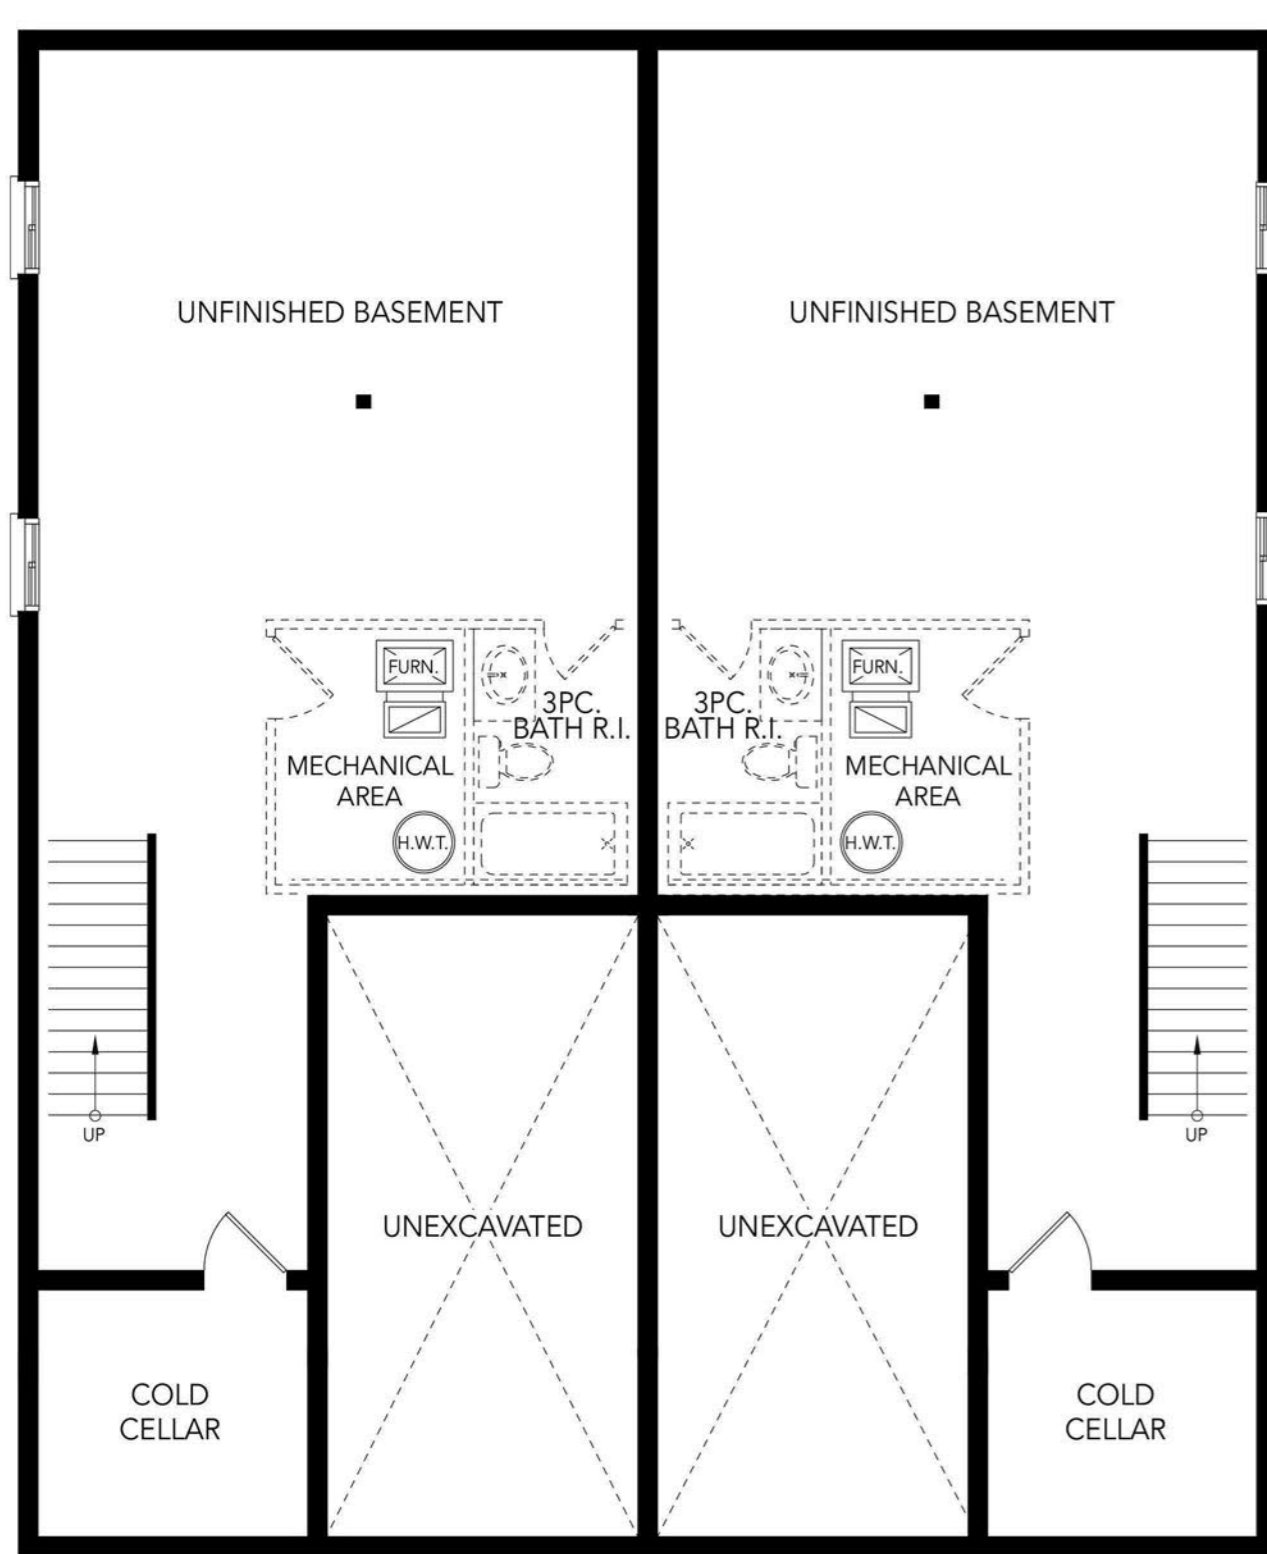 UNFINISHED BASEMENT
UNFINISHED BASEMENT
FURN.
FURN.
3PC.
BATH R.I.
3PC.
BATH R.I.
MECHANICAL
AREA
MECHANICAL
AREA
H.W.T.
H.W.T.
UP
UP
UNEXCAVATED
UNEXCAVATED
COLD
CELLAR
COLD
CELLAR